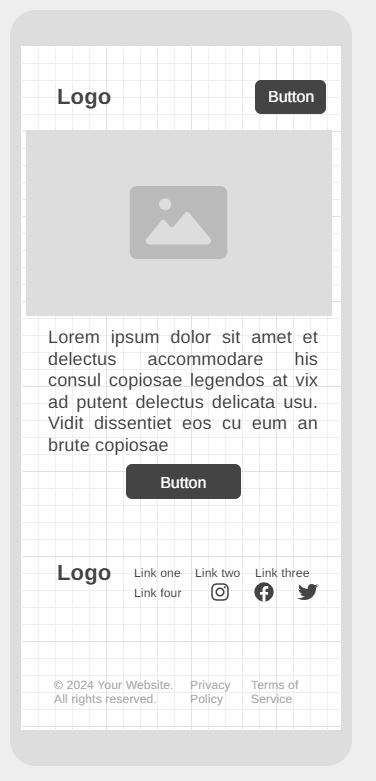 Logo
Button
Lorem ipsum dolor sit amet et
delectus accommodare his
consul copiosae legendos at vix
ad putent delectus delicata usu.
Vidit dissentiet eos cu eum an
brute copiosae
Button
Logo
Link one Link two Link three
Link four
© 2024 Your Website. Privacy Terms of
All rights reserved. Policy Service